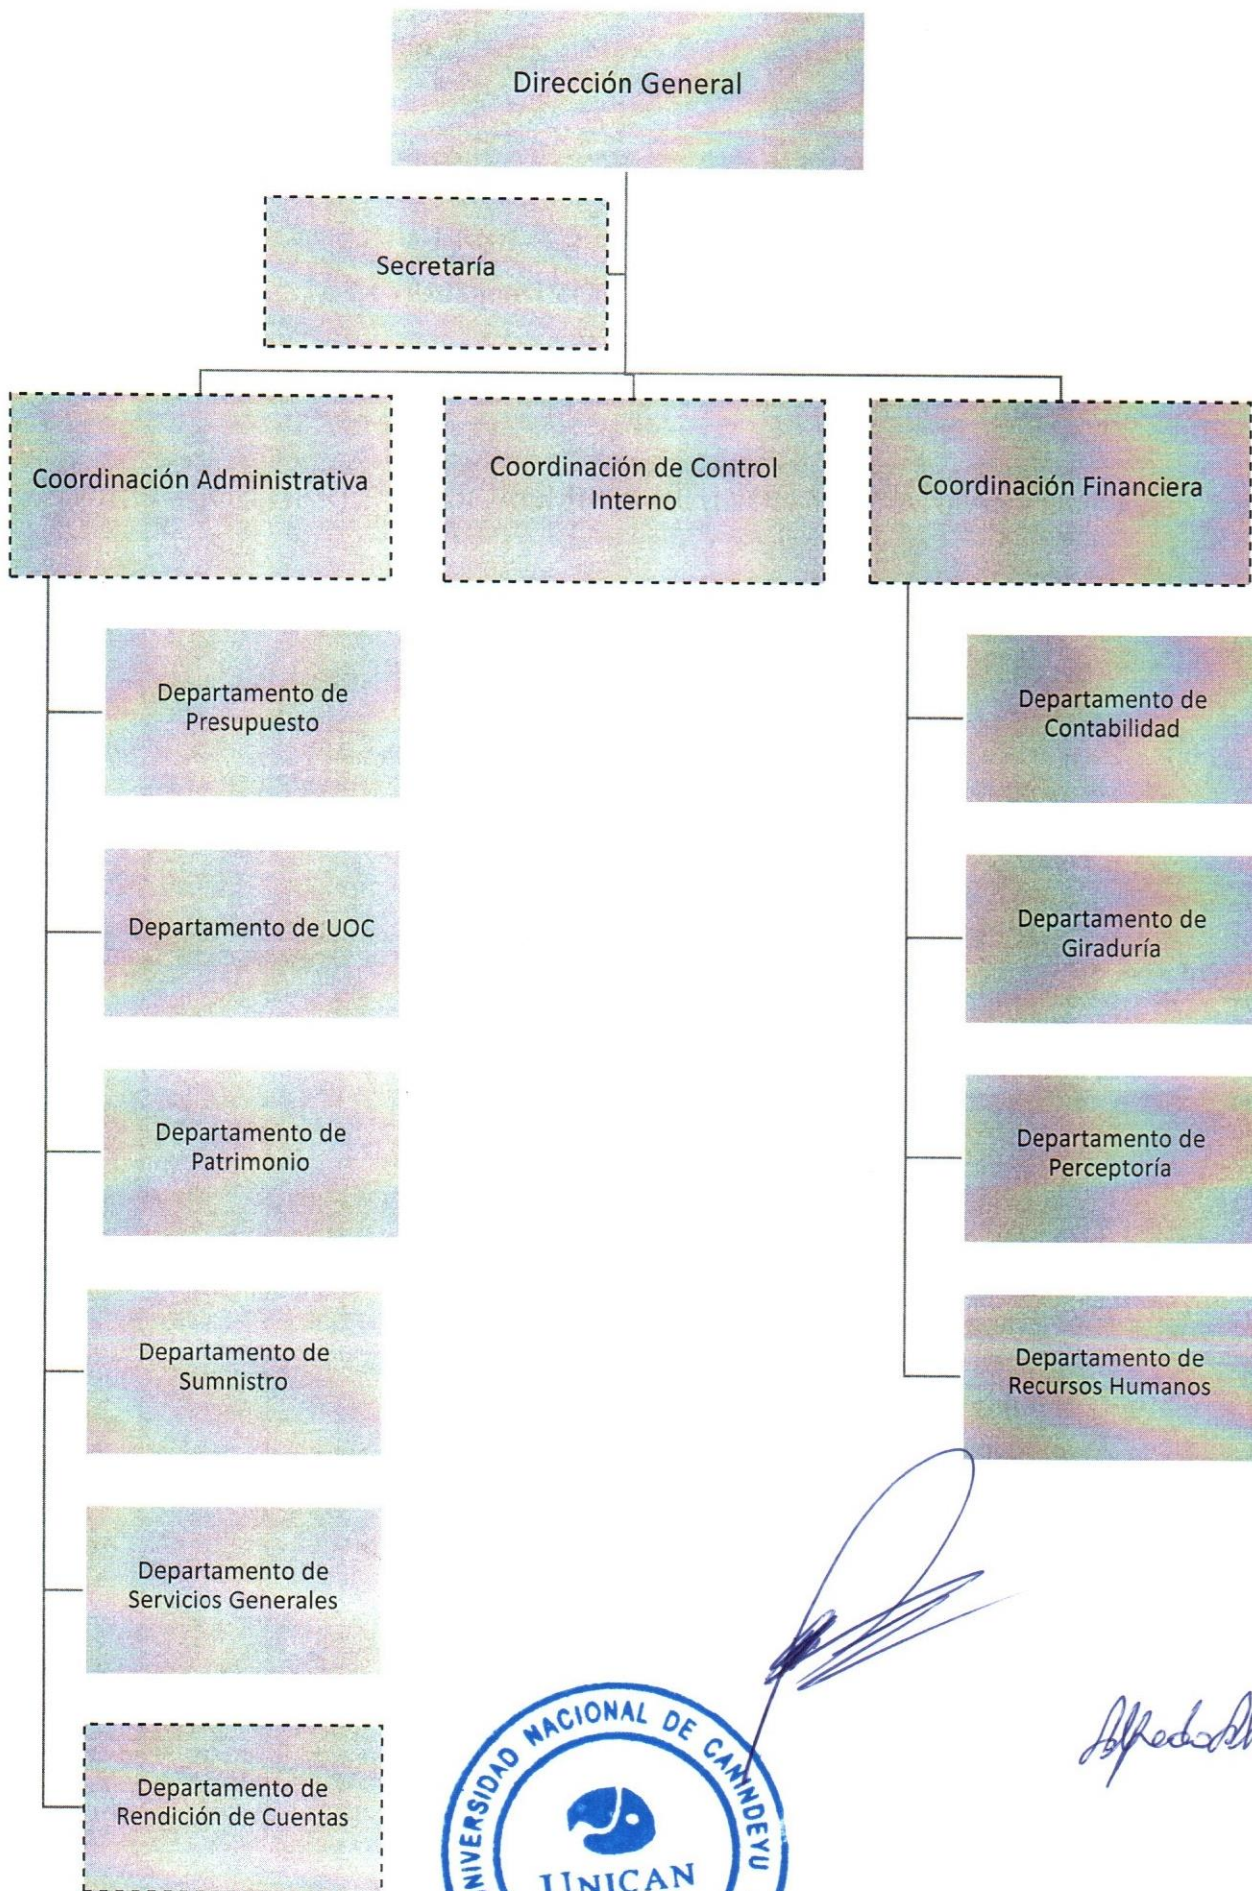 Dirección General
Secretaría
Coordinación Administrativa
Coordinación de Control
Interno
Coordinación Financiera
Departamento de
Presupuesto
Departamento de UOC
Departamento de
Patrimonio
Departamento de
Sumnistro
Departamento de
Servicios Generales
Departamento de
Rendición de Cuentas
Departamento de
Contabilidad
Departamento de
Giraduría
Departamento de
Perceptoría
Departamento de
Recursos Humanos
UNIVERSIDAD NACIONAL DE CANINDEYU
UNICAN